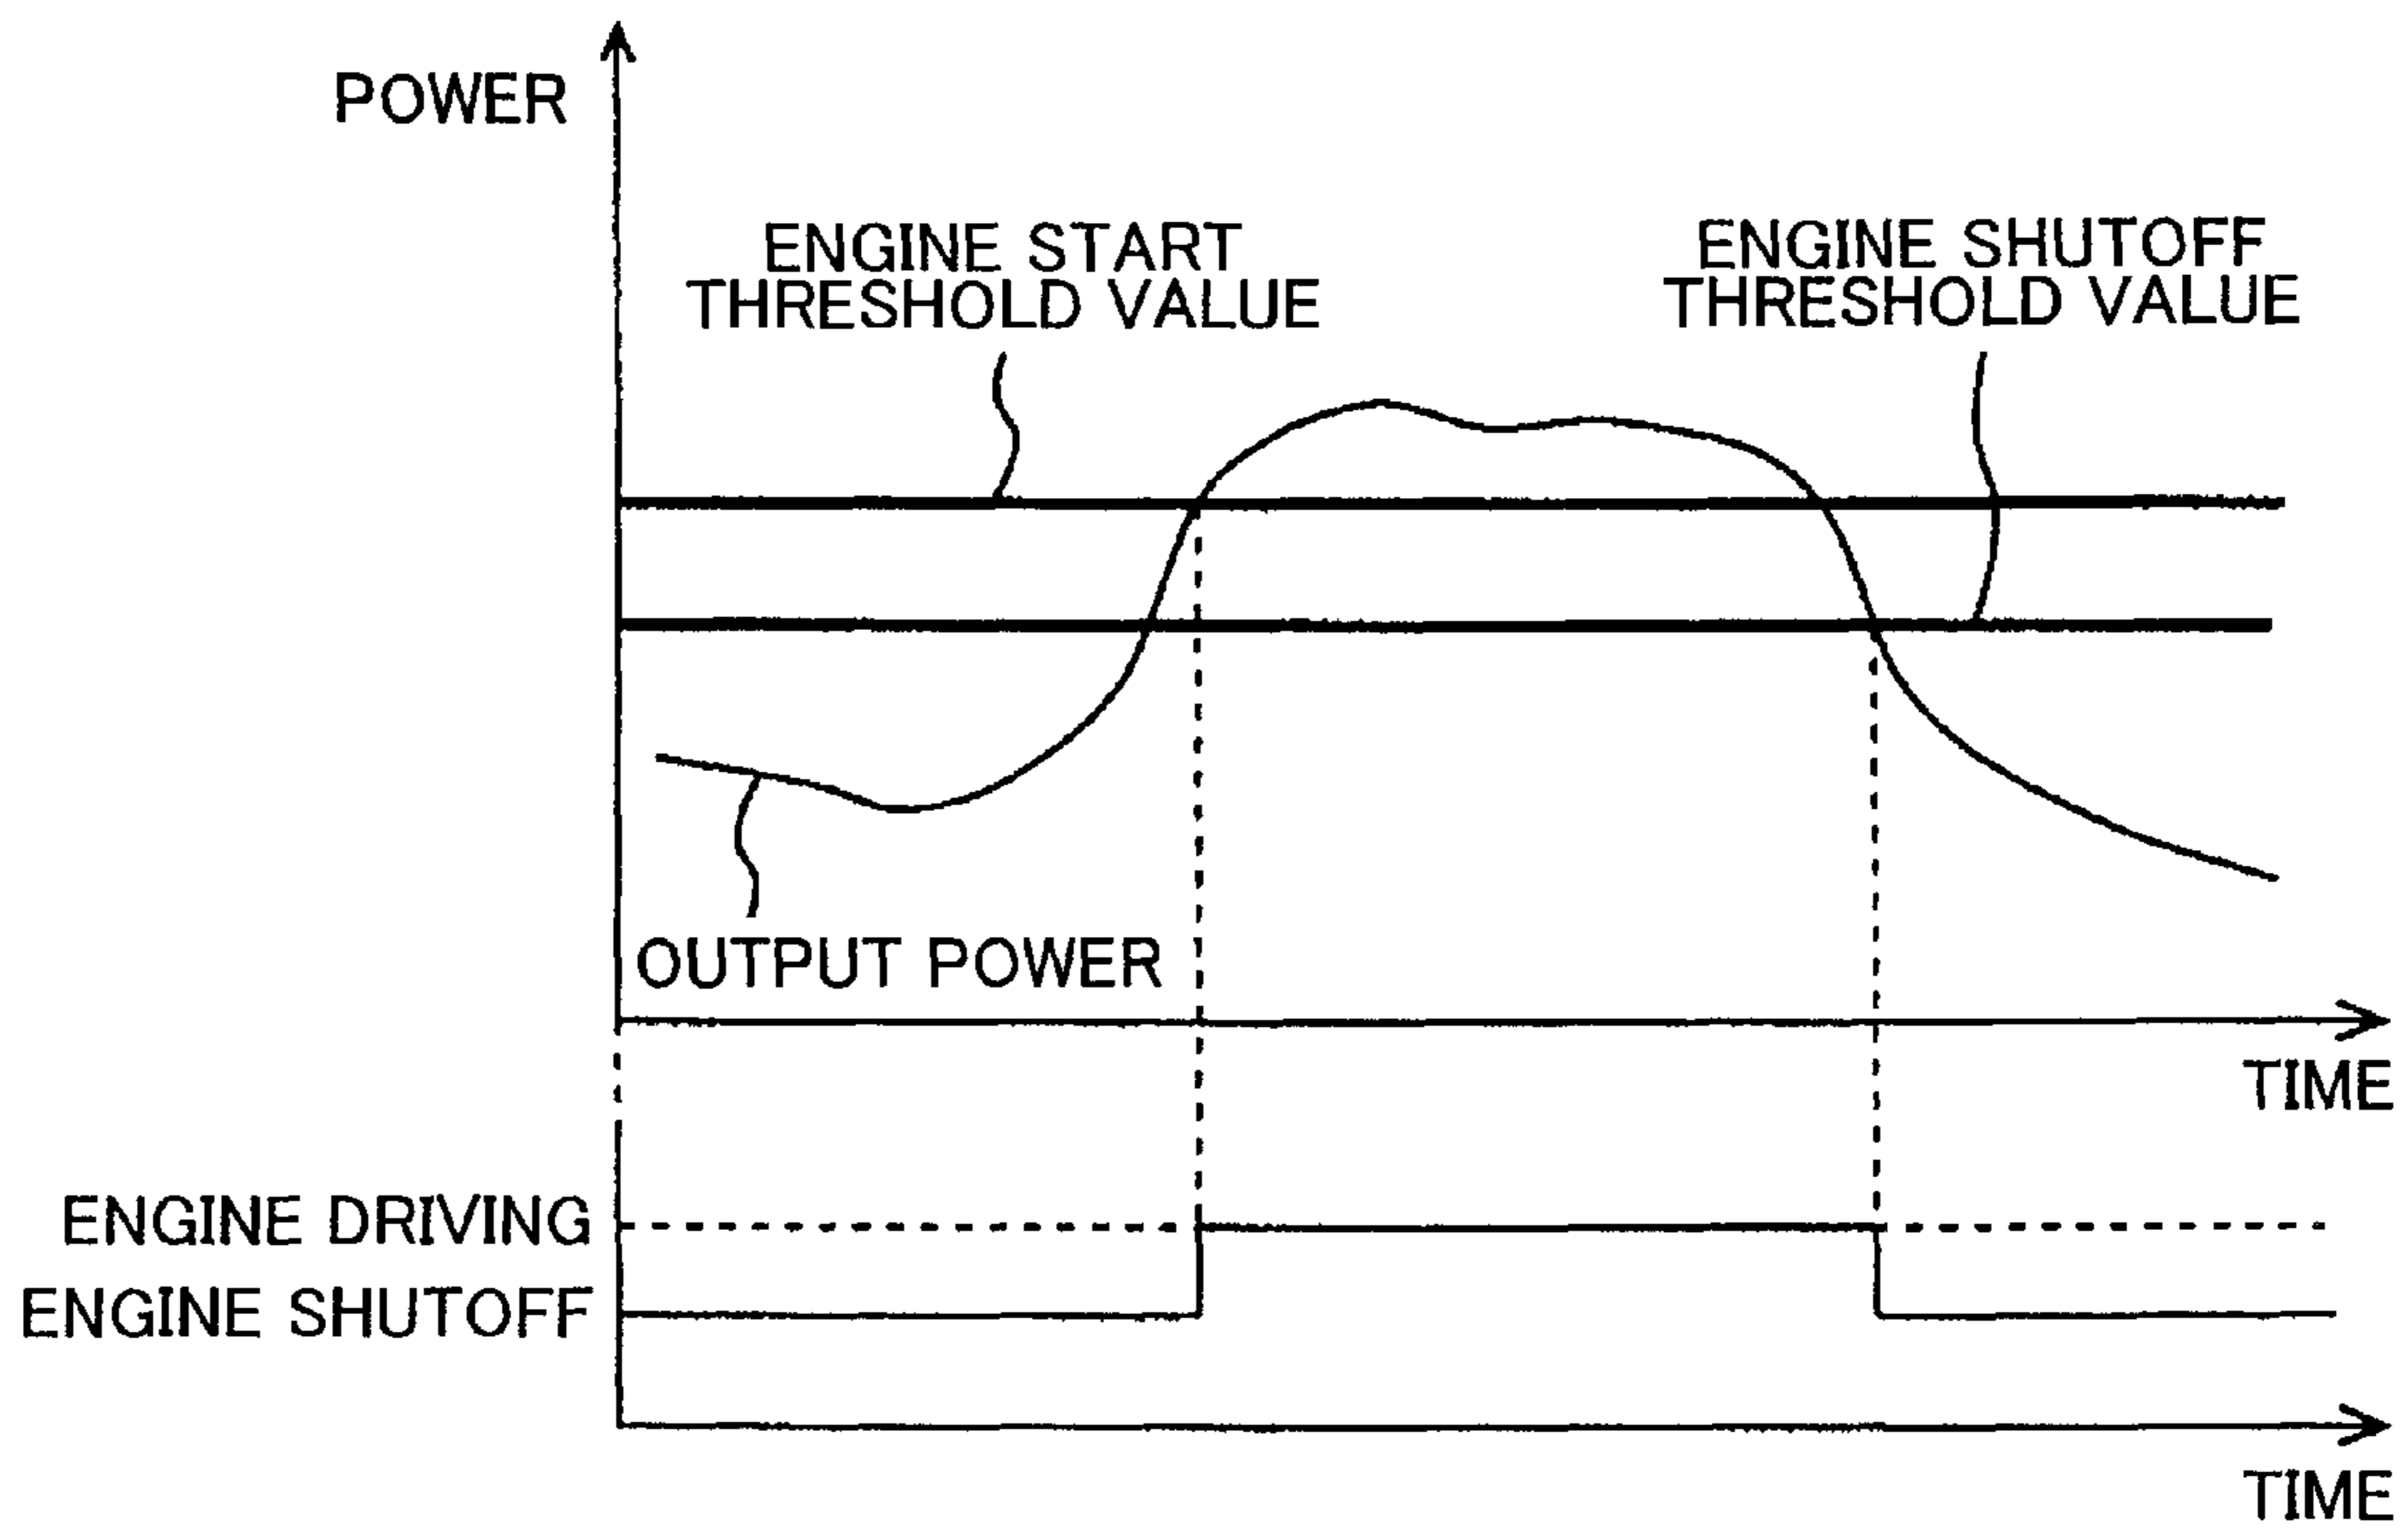 POWER
ENGINE START
THRESHOLD VALUE
ENGINE SHUTOFF
THRESHOLD VALUE
OUTPUT POWER
TIME
ENGINE DRIVING
ENGINE SHUTOFF
TIME